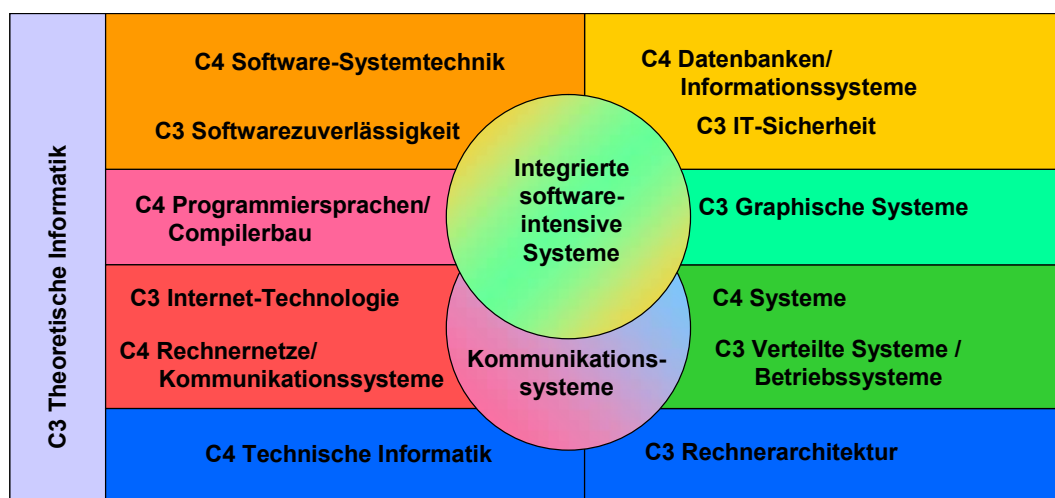 C3 Theoretische Informatik
C4 Software-Systemtechnik
C3 Softwarezuverlässigkeit
C4 Datenbanken/
Informationssysteme
C3 IT-Sicherheit
Integrierte
software-
intensive
Systeme
C4 Programmiersprachen/
Compilerbau
C3 Graphische Systeme
C3 Internet-Technologie
C4 Rechnernetze/
Kommunikationssysteme
Kommunikations-
systeme
C4 Systeme
C3 Verteilte Systeme /
Betriebssysteme
C4 Technische Informatik
C3 Rechnerarchitektur